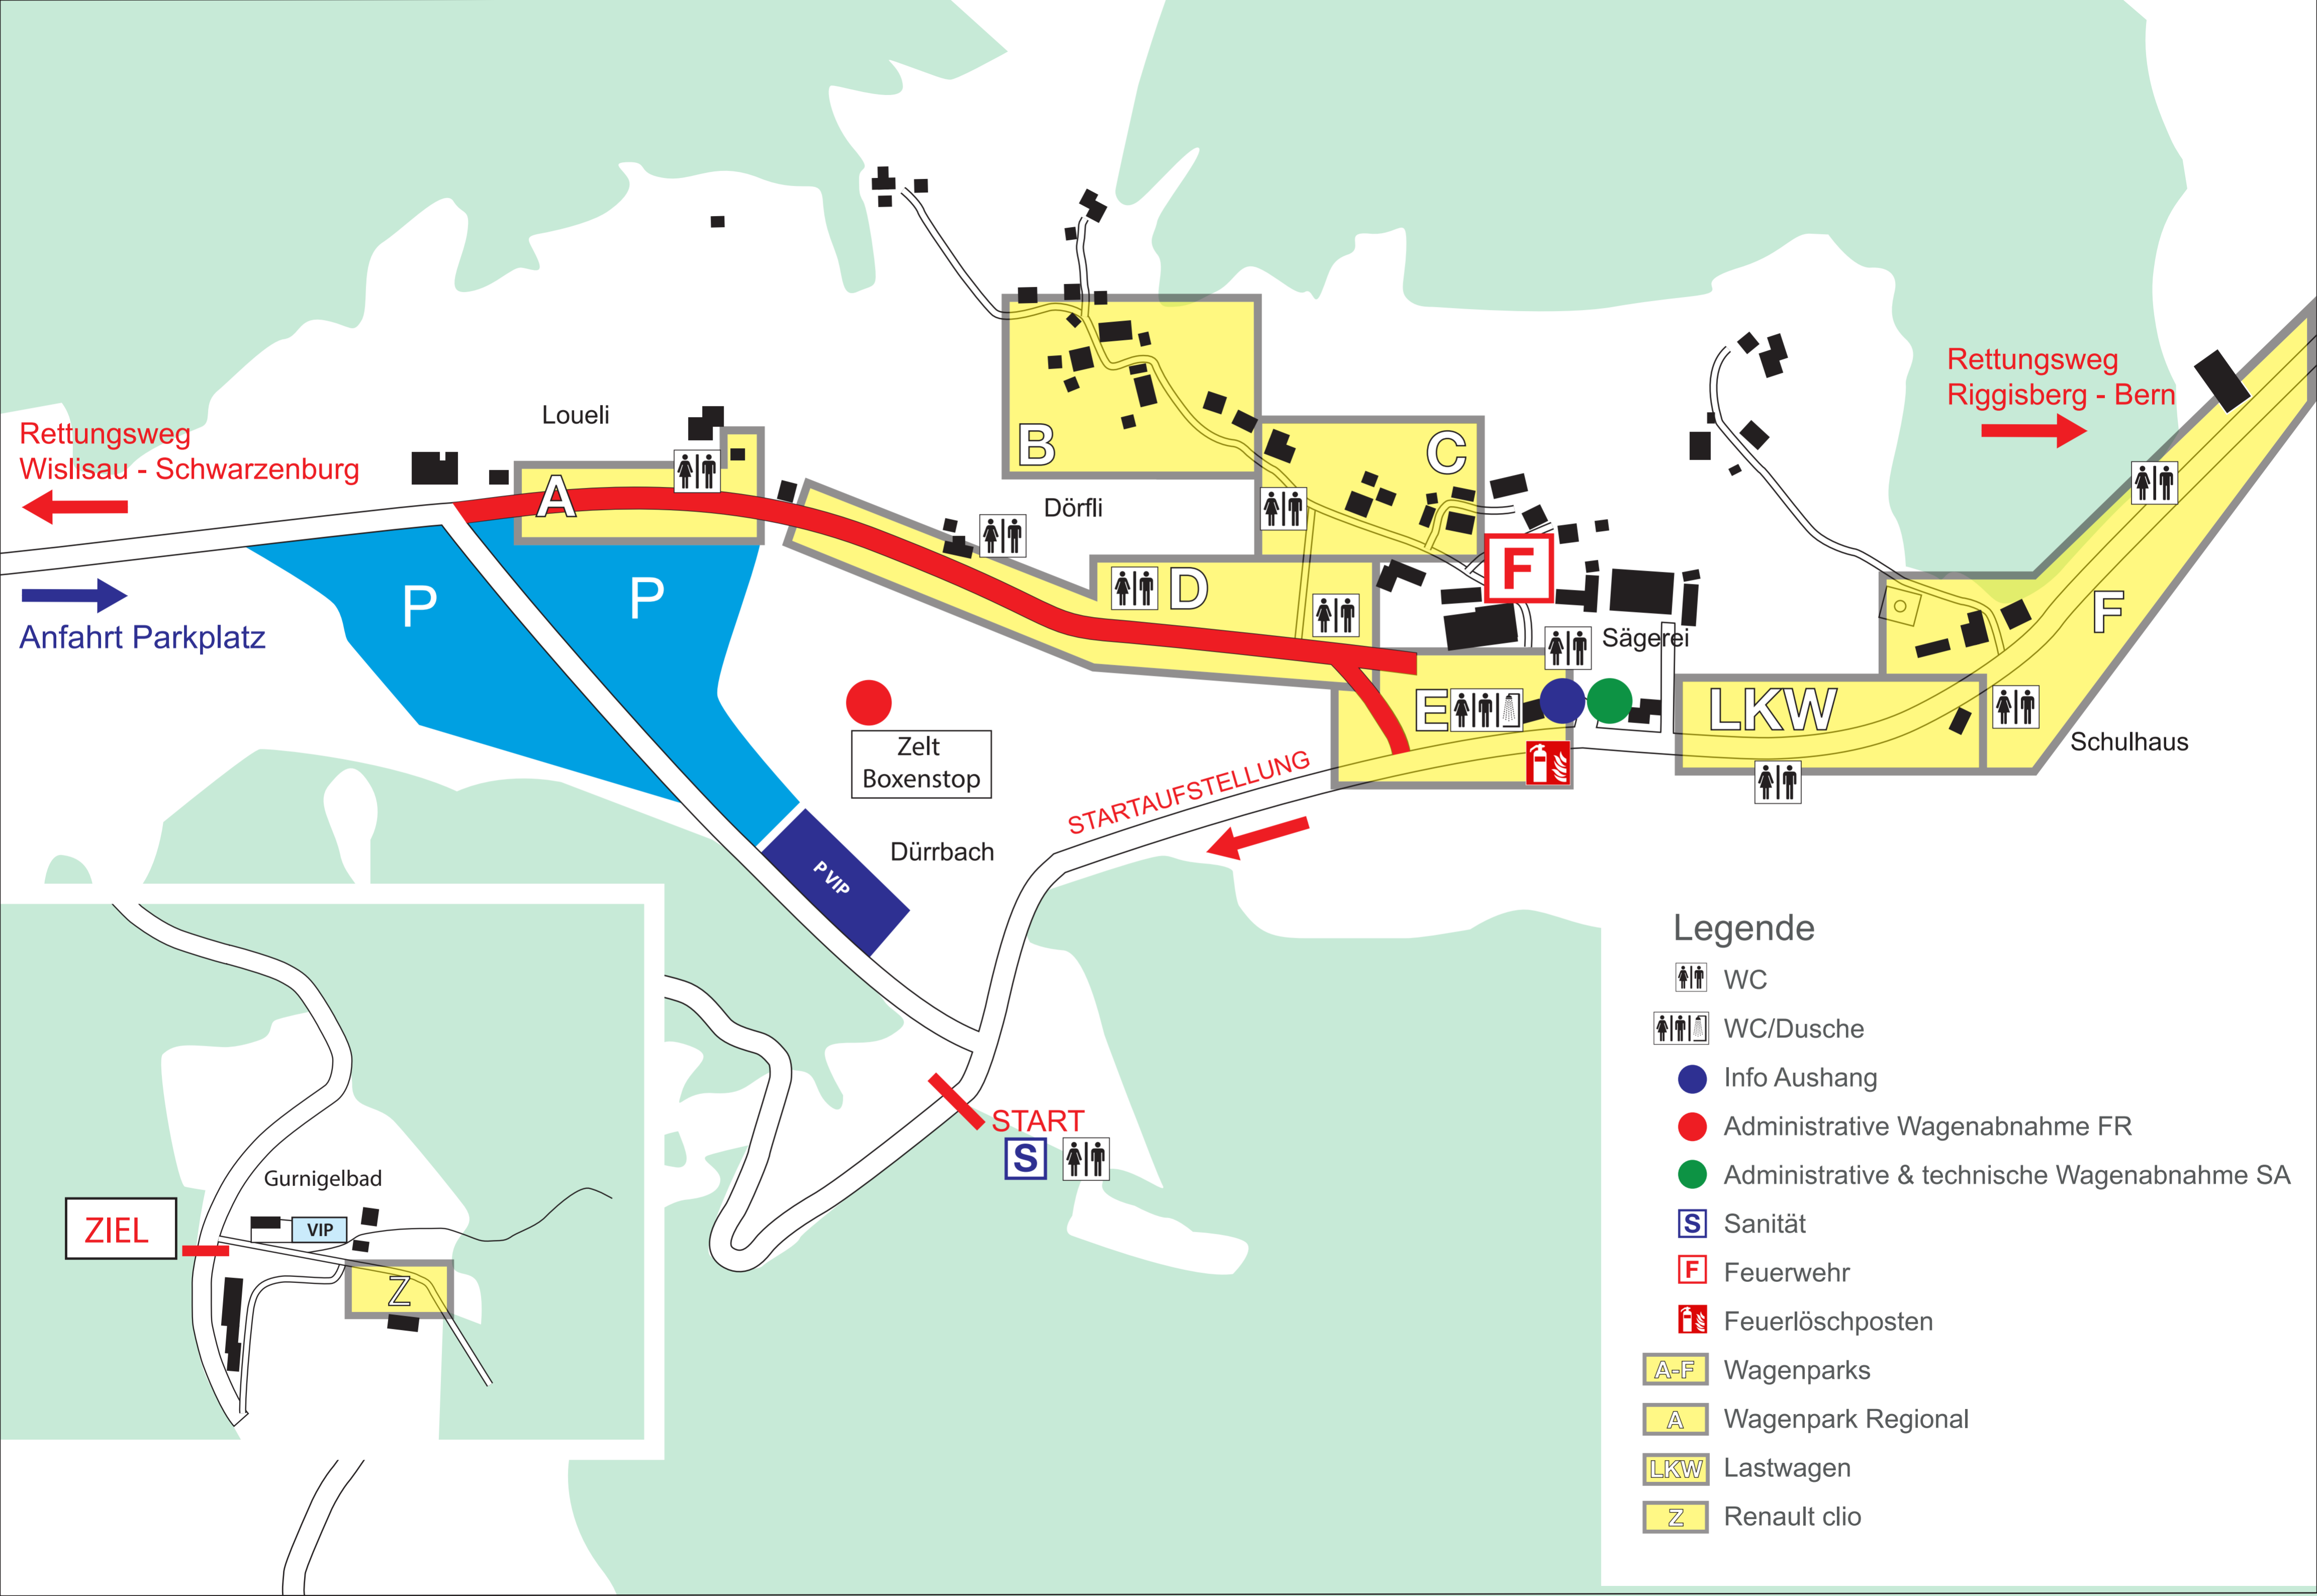 Loueli
Rettungsweg
Wislisau - Schwarzenburg
Anfahrt Parkplatz
A
P
P
B
C
Dörfli
D
F
Sägerei
E
Rettungsweg
Riggisberg - Bern
F
LKW
Schulhaus
Zelt
Boxenstop
STARTAUFSTELLUNG
Dürrbach
P VIP
START
S
Gurnigelbad
ZIEL
VIP
Z
Legende
WC
WC/Dusche
Info Aushang
Administrative Wagenabnahme FR
Administrative & technische Wagenabnahme SA
S Sanität
F Feuerwehr
Feuerlöschposten
A-F Wagenparks
A Wagenpark Regional
LKW Lastwagen
Z Renault clio